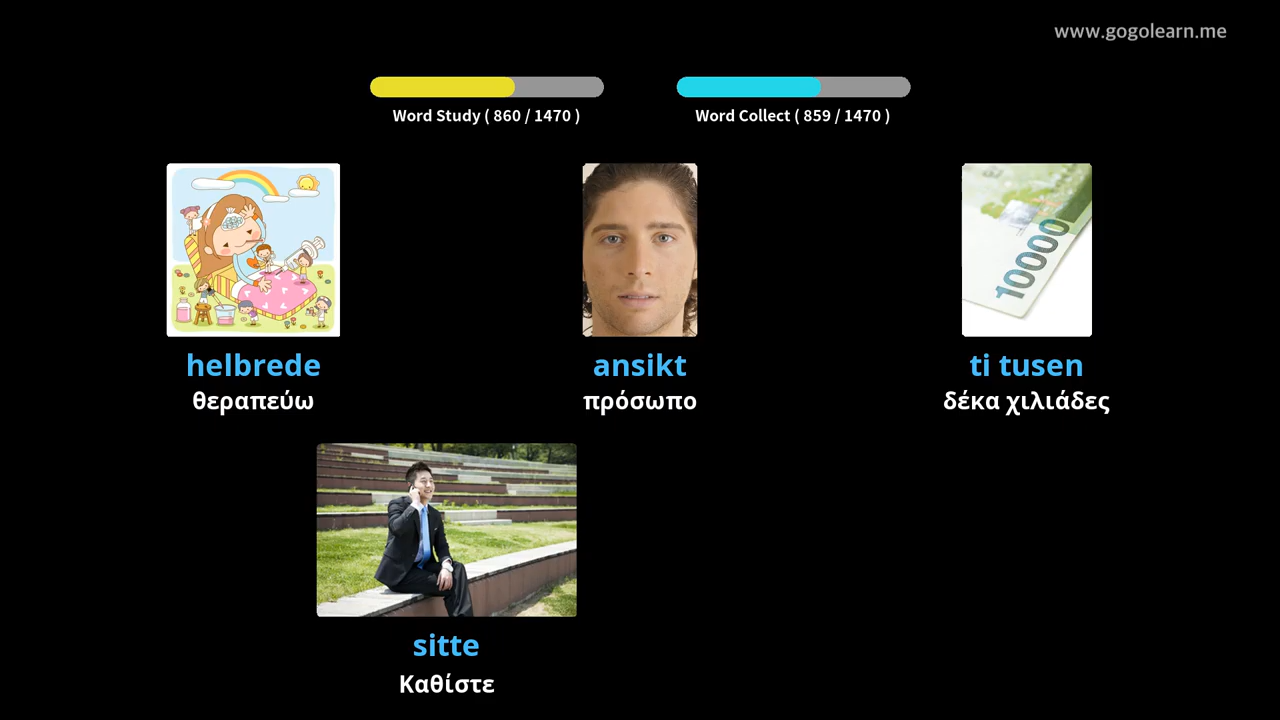 www.gogolearn.me
Word Study ( 860 / 1470 )
Word Collect ( 859 / 1470 )
10000
helbrede
θεραπεύω
ansikt
πρόσωπο
ti tusen
δέκα χιλιάδες
sitte
Καθίστε